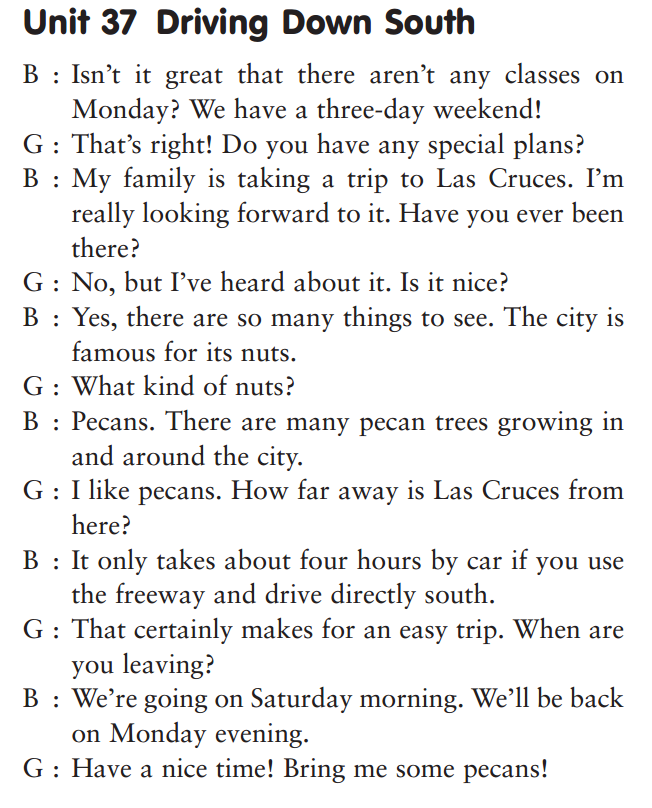 Unit 37 Driving Down South
B : Isn’t it great that there aren’t any classes on
Monday? We have a three-day weekend!
G : That’s right! Do you have any special plans?
B : My family is taking a trip to Las Cruces. I’m
really looking forward to it. Have you ever been
there?
G : No, but I’ve heard about it. Is it nice?
B : Yes, there are so many things to see. The city is
famous for its nuts.
G : What kind of nuts?
B : Pecans. There are many pecan trees growing in
and around the city.
G : I like pecans. How far away is Las Cruces from
here?
B : It only takes about four hours by car if you use
the freeway and drive directly south.
G : That certainly makes for an easy trip. When are
you leaving?
B : We’re going on Saturday morning. We’ll be back
on Monday evening.
G : Have a nice time! Bring me some pecans!